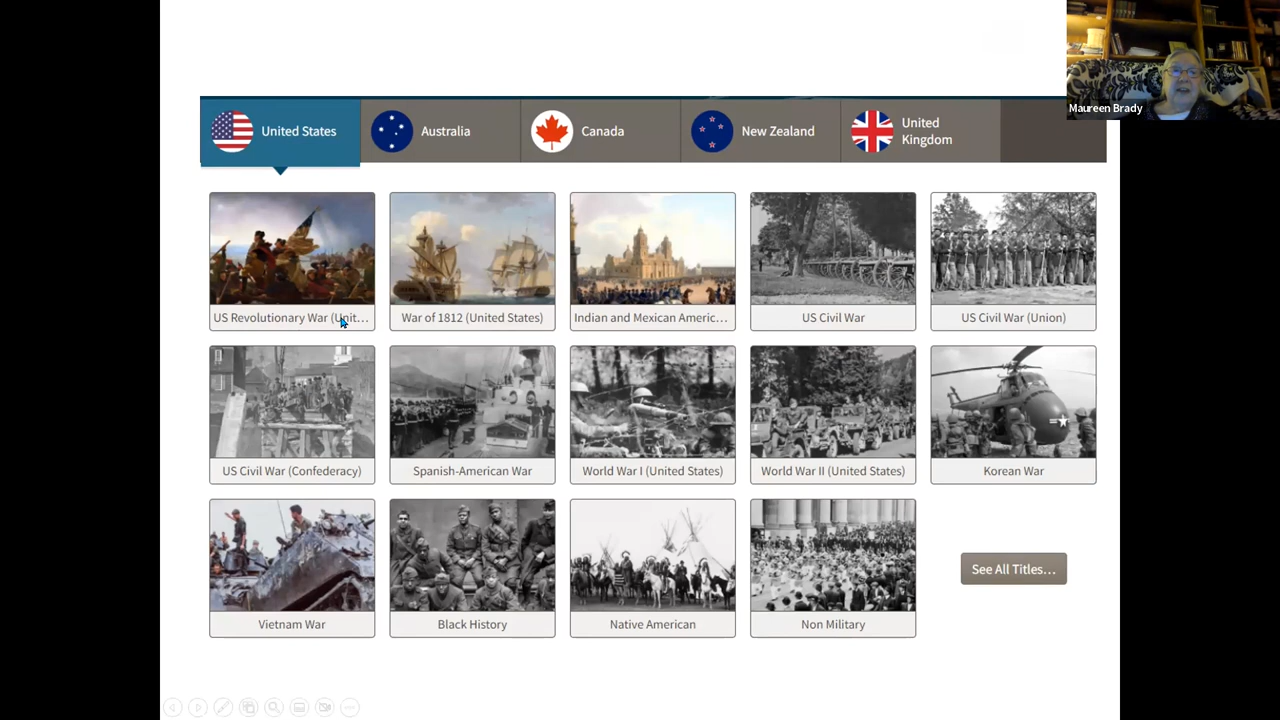 Maureen Brady
United States
Australia
Canada
New Zealand
United
Kingdom
US Revolutionary War (Unit...
War of 1812 (United States)
Indian and Mexican Americ...
US Civil War
US Civil War (Union)
US Civil War (Confederacy)
Spanish-American War
World War I (United States)
World War II (United States)
Korean War
Vietnam War
Black History
Native American
Non Military
See All Titles...